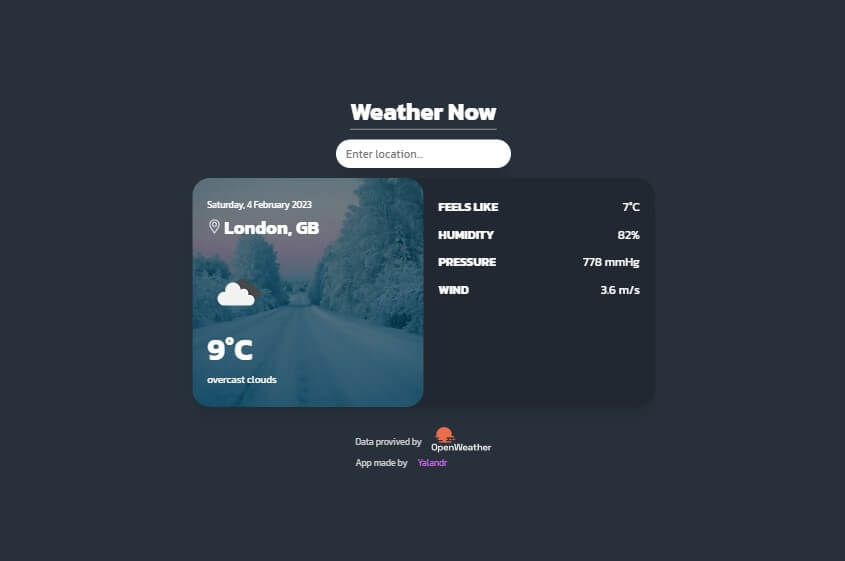 Weather Now
Enter location...
Saturday, 4 February 2023
London, GB
9°C
overcast clouds
FEELS LIKE 7°C
HUMIDITY 82%
PRESSURE 778 mmHg
WIND 3.6 m/s
Data provived by OpenWeather
App made by Yalandr